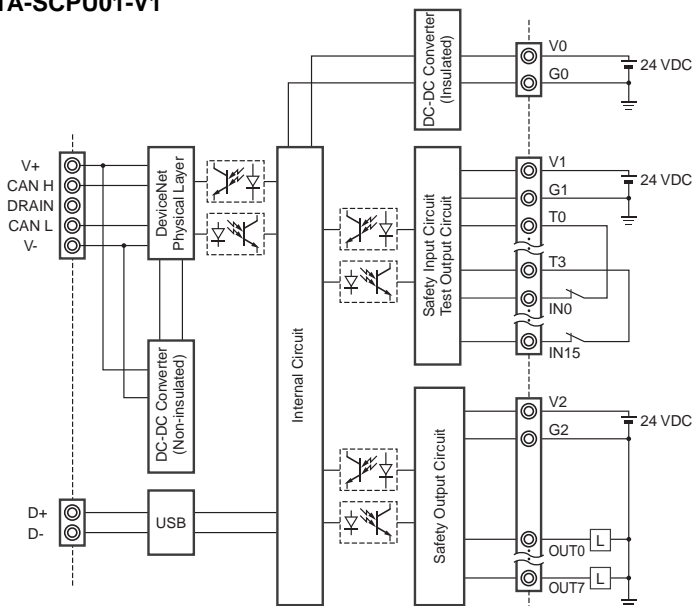 TA-SCPU01-V1
V0
G0
24 VDC
DC-DC Converter
(Insulated)
V+
CAN H
DRAIN
CAN L
V-
DeviceNet
Physical Layer
DC-DC Converter
(Non-insulated)
Internal Circuit
Safety Input Circuit
Test Output Circuit
V1
G1
T0
T3
IN0
IN15
24 VDC
Safety Output Circuit
V2
G2
24 VDC
OUT0
L
OUT7
L
D+
D-
USB